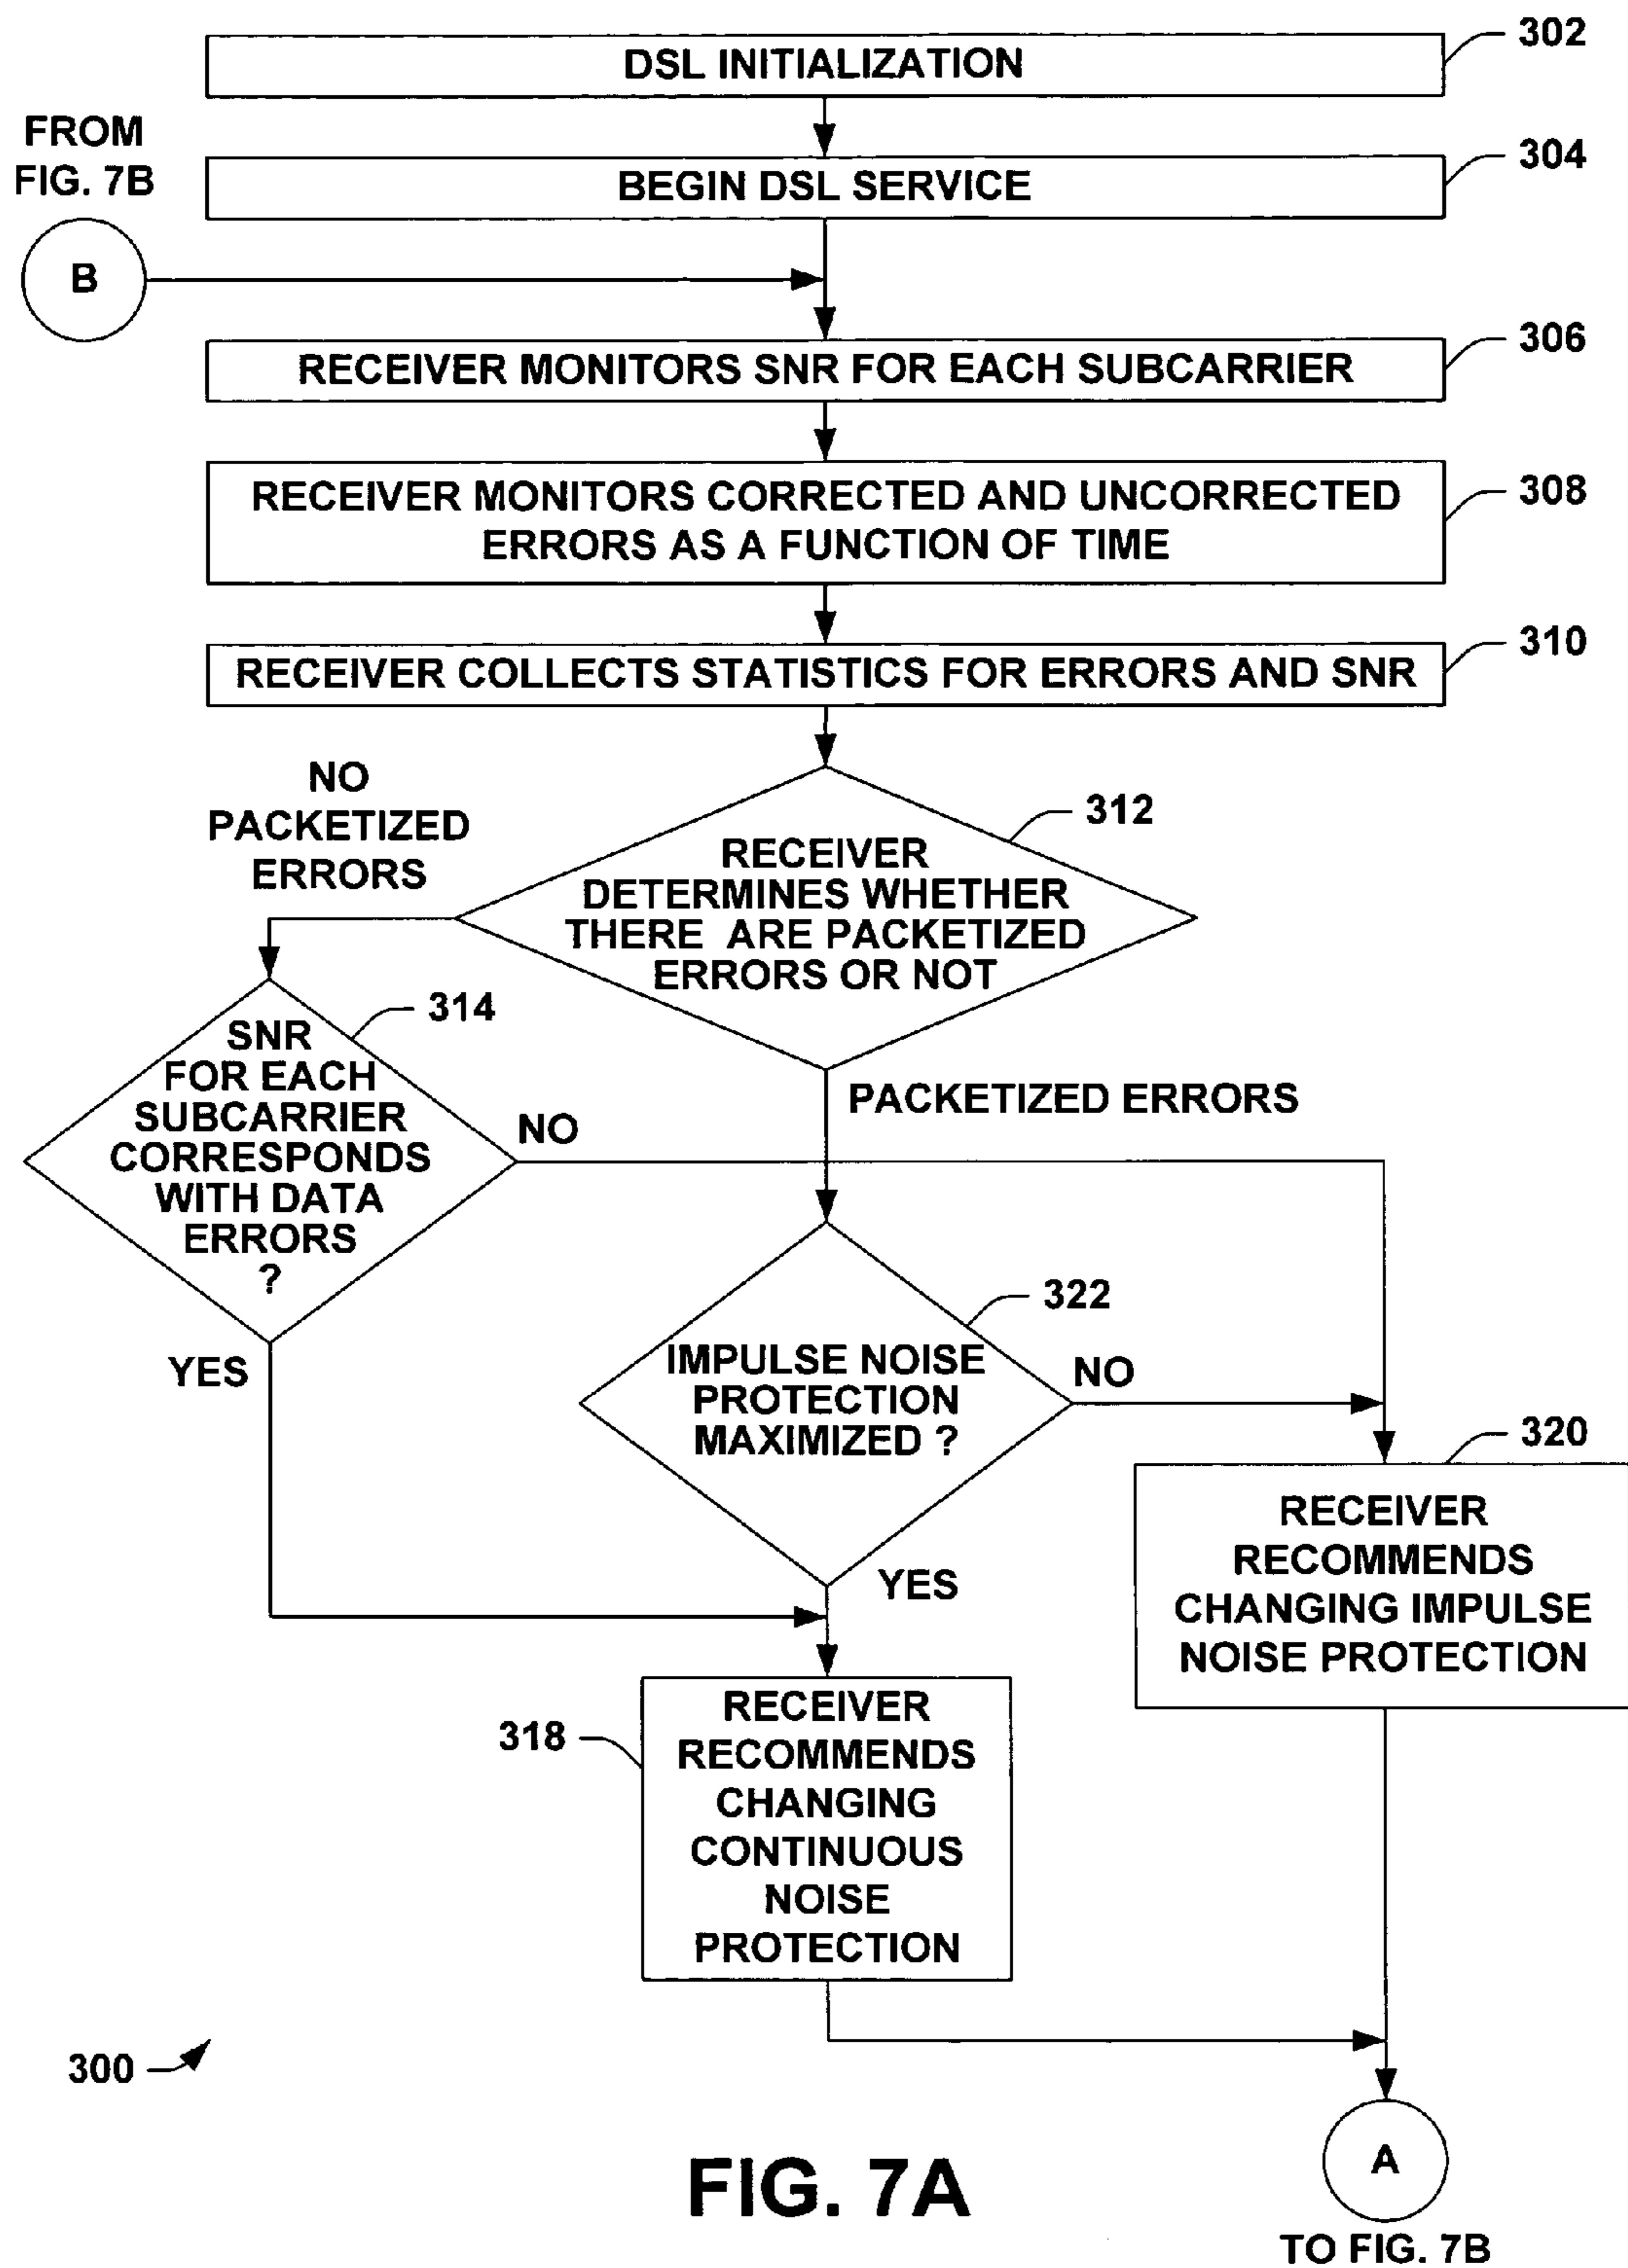 302
DSL INITIALIZATION
FROM
FIG. 7B
304
BEGIN DSL SERVICE
B
306
RECEIVER MONITORS SNR FOR EACH SUBCARRIER
308
RECEIVER MONITORS CORRECTED AND UNCORRECTED
ERRORS AS A FUNCTION OF TIME
310
RECEIVER COLLECTS STATISTICS FOR ERRORS AND SNR
NO
PACKETIZED
ERRORS
312
RECEIVER
DETERMINES WHETHER
THERE ARE PACKETIZED
ERRORS OR NOT
314
SNR
FOR EACH
SUBCARRIER
CORRESPONDS
WITH DATA
ERRORS
?
NO
PACKETIZED ERRORS
YES
322
IMPULSE NOISE
PROTECTION
MAXIMIZED ?
NO
YES
320
RECEIVER
RECOMMENDS
CHANGING IMPULSE
NOISE PROTECTION
318
RECEIVER
RECOMMENDS
CHANGING
CONTINUOUS
NOISE
PROTECTION
300
A
FIG. 7A
TO FIG. 7B